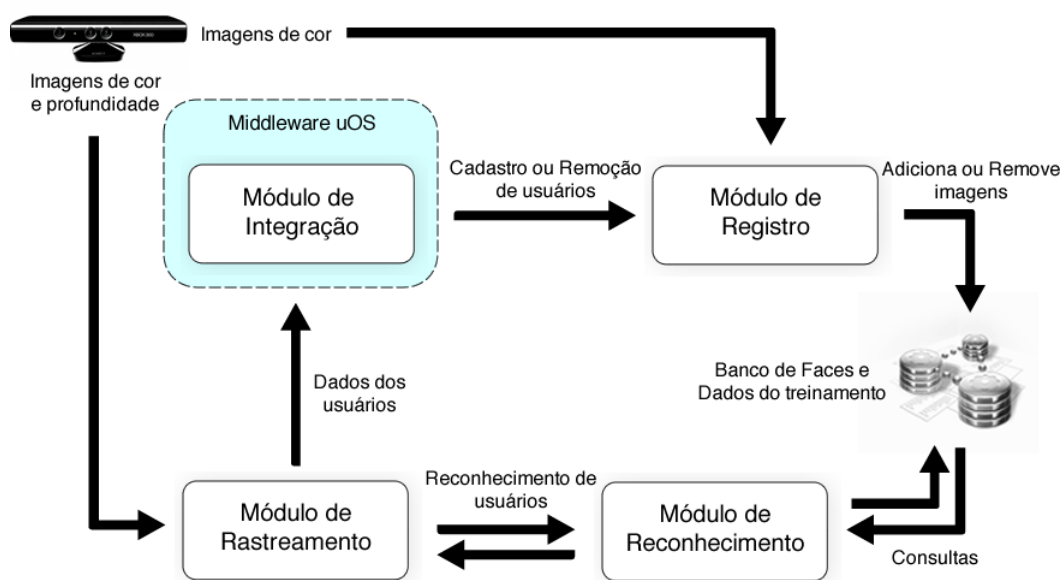 XBOX 360
Imagens de cor
Imagens de cor
e profundidade
Middleware uOS
Módulo de
Integração
Cadastro ou Remoção
de usuários
Módulo de
Registro
Adiciona ou Remove
imagens
Banco de Faces e
Dados do treinamento
Dados dos
usuários
Módulo de
Rastreamento
Reconhecimento de
usuários
Módulo de
Reconhecimento
Consultas